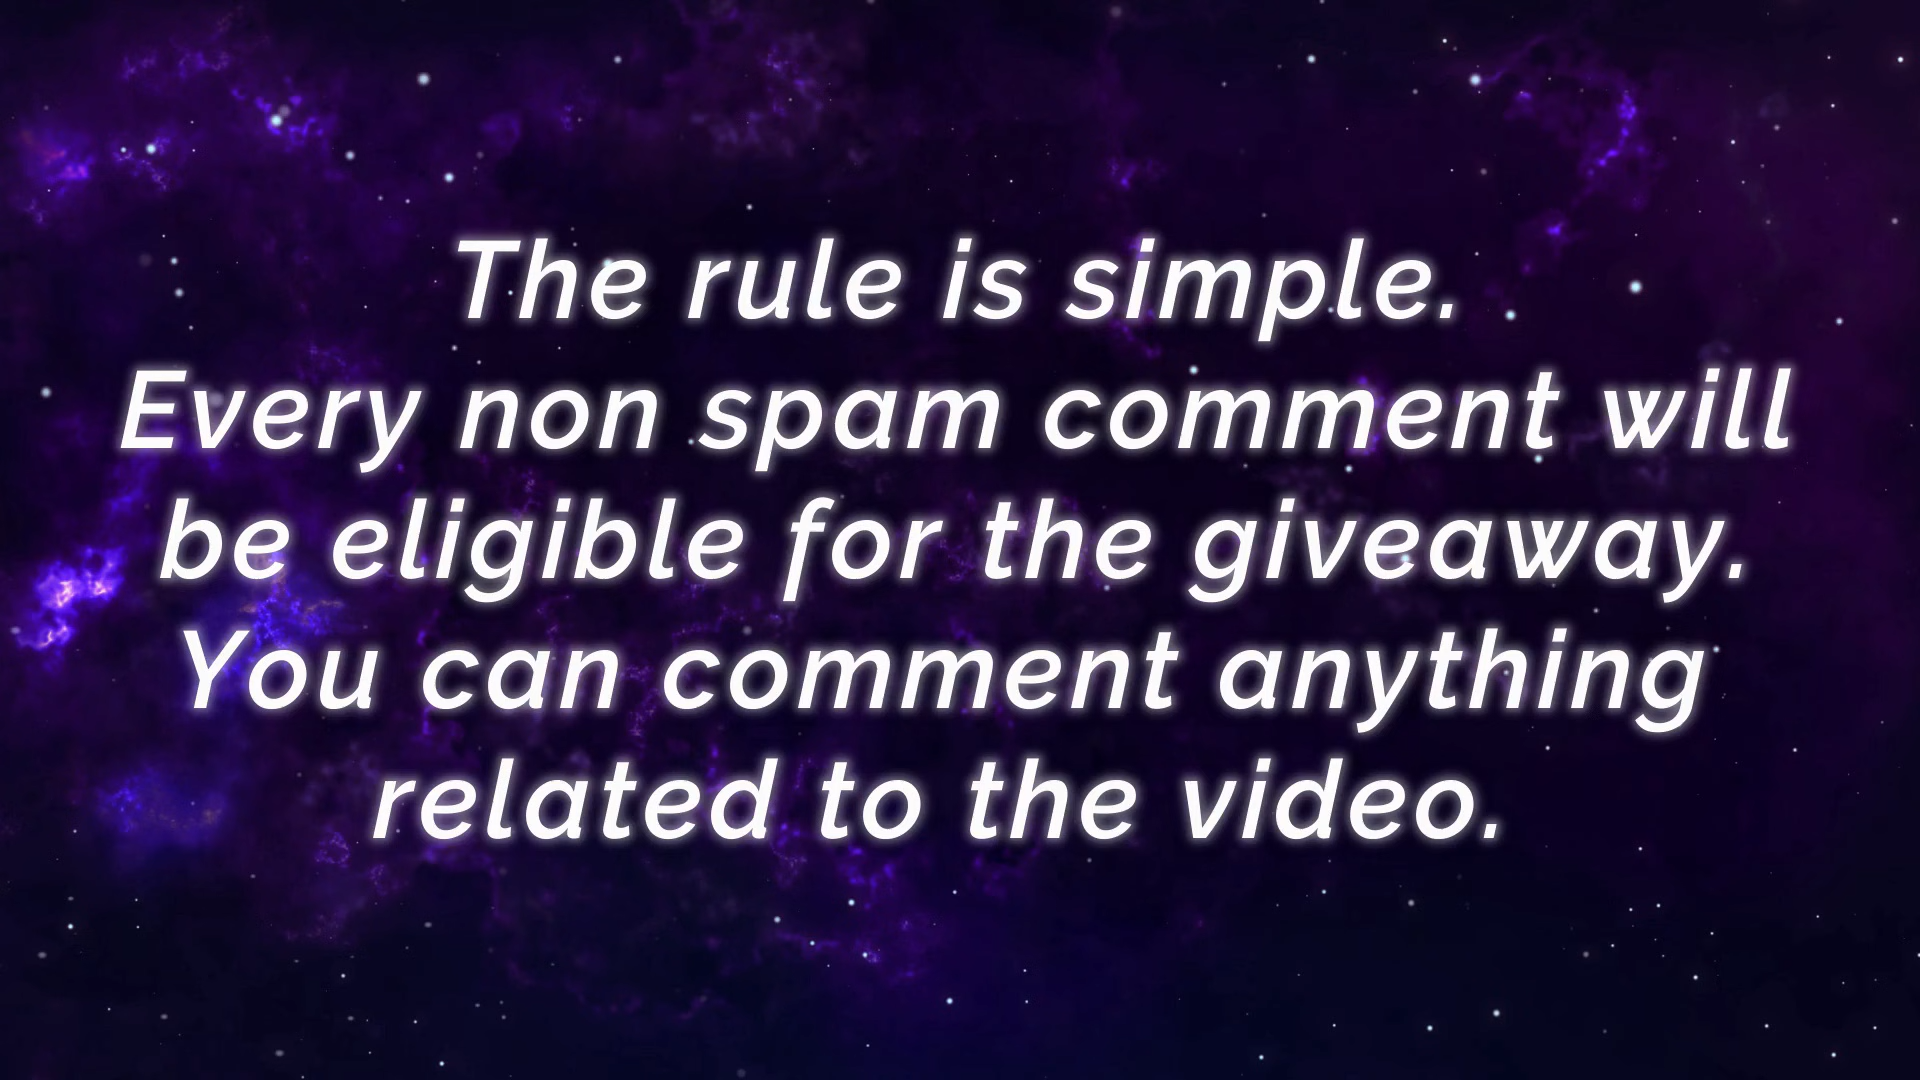 The rule is simple.
Every non spam comment will
be eligible for the giveaway.
You can comment anything
related to the video.